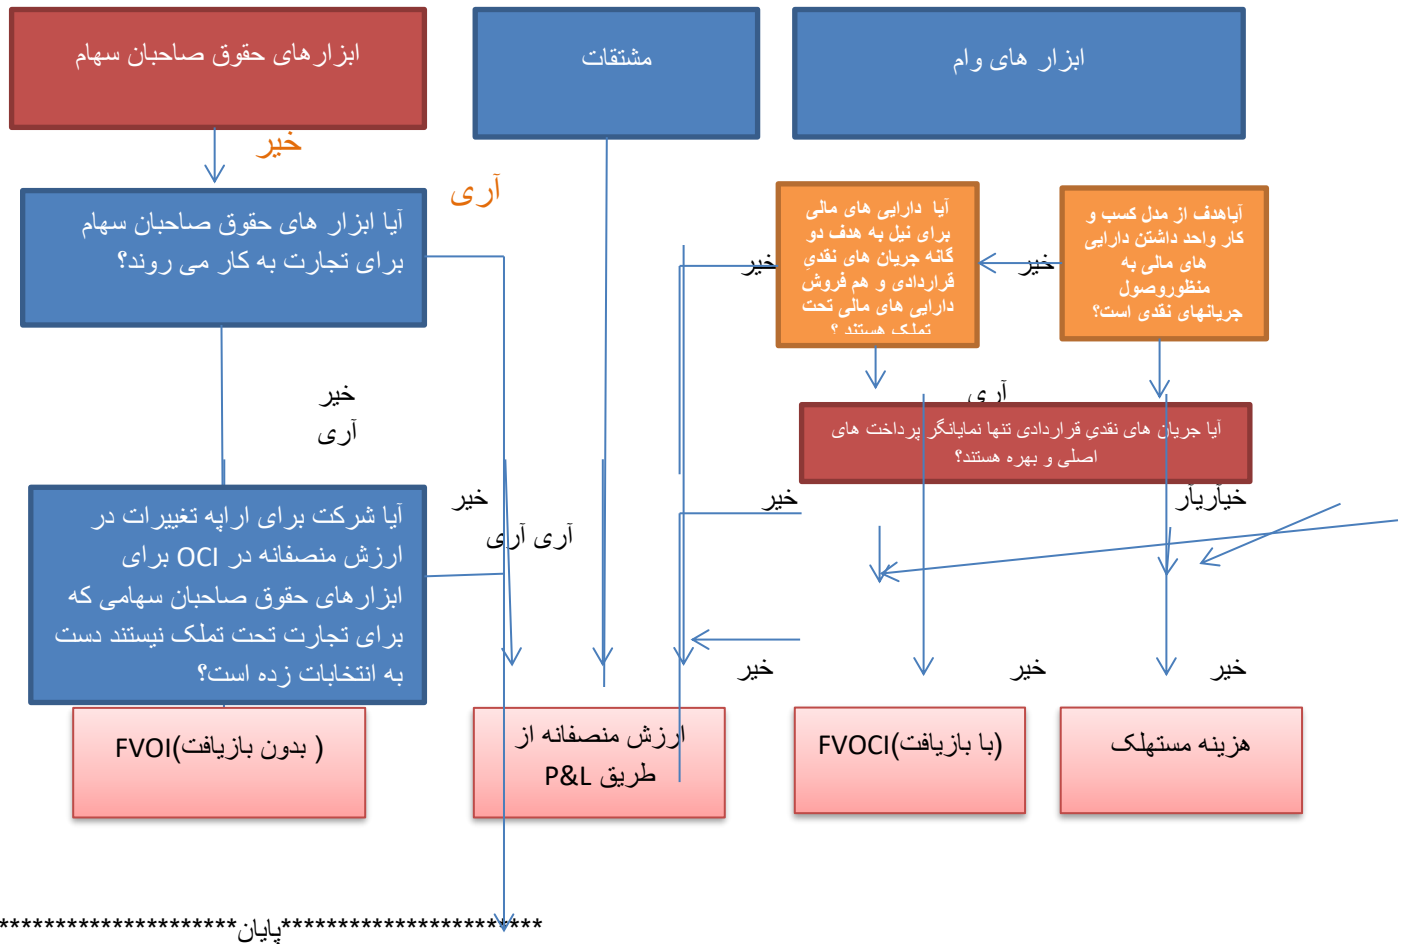 ابزار های وام
مشتقات
ابزارهای حقوق صاحبان سهام
خیر
آری
آیاهدف از مدل کسب و
کار واحد داشتن دارایی
های مالی به
منظوروصول
جریانهای نقدی است؟
خیر
آیا دارایی های مالی
برای نیل به هدف دو
گانه جریان های نقدیِ
قراردادی و هم فروش
دارایی های مالی تحت
تملک هستند ؟
خیر
آیا ابزار های حقوق صاحبان سهام
برای تجارت به کار می روند؟
آری
خیر
آری
آیا جریان های نقدیِ قراردادی تنها نمایانگر پرداخت های
اصلی و بهره هستند؟
خیآریآر
خیر
خیر
آری آری
آیا شرکت برای ارایه تغییرات در
ارزش منصفانه در OCI برای
ابزارهای حقوق صاحبان سهامی که
برای تجارت تحت تملک نیستند دست
به انتخابات زده است؟
خیر
خیر
خیر
هزینه مستهلک
(با بازیافت)FVOCI
ارزش منصفانه از
طریق P&L
( بدون بازیافت)FVOI
***********************پایان*********************